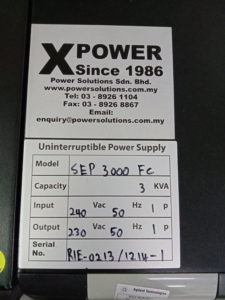 XPOWER
Since 1986
Power Solutions Sdn. Bhd.
www.powersolutions.com.my
Tel: 03 - 8926 1104
Fax: 03 - 8926 8867
Email:
enquiry@powersolutions.com.my
Uninterruptible Power Supply
Model SEP 3000 FC
Capacity 3 KVA
Input 240 Vac 50 Hz 1 P
Output 230 Vac 50 Hz 1 P
Serial No. RIE-0213/1214-1
Agilent Technologies